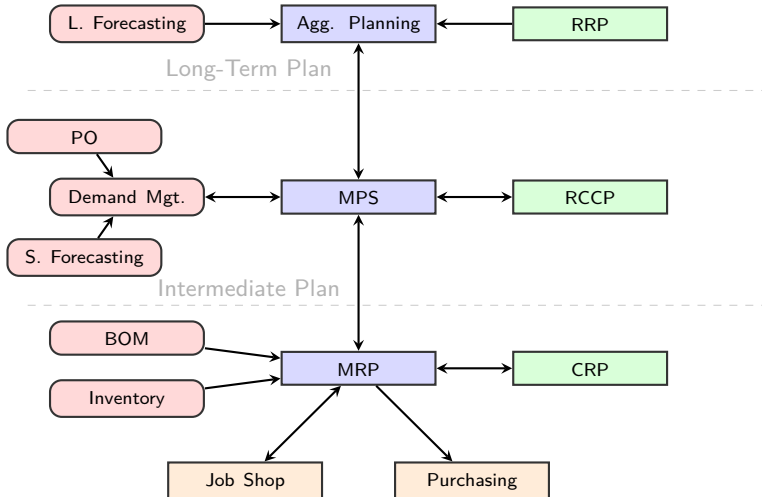 L. Forecasting
Agg. Planning
RRP
Long-Term Plan
PO
Demand Mgt.
MPS
RCCP
S. Forecasting
Intermediate Plan
BOM
MRP
CRP
Inventory
Job Shop
Purchasing